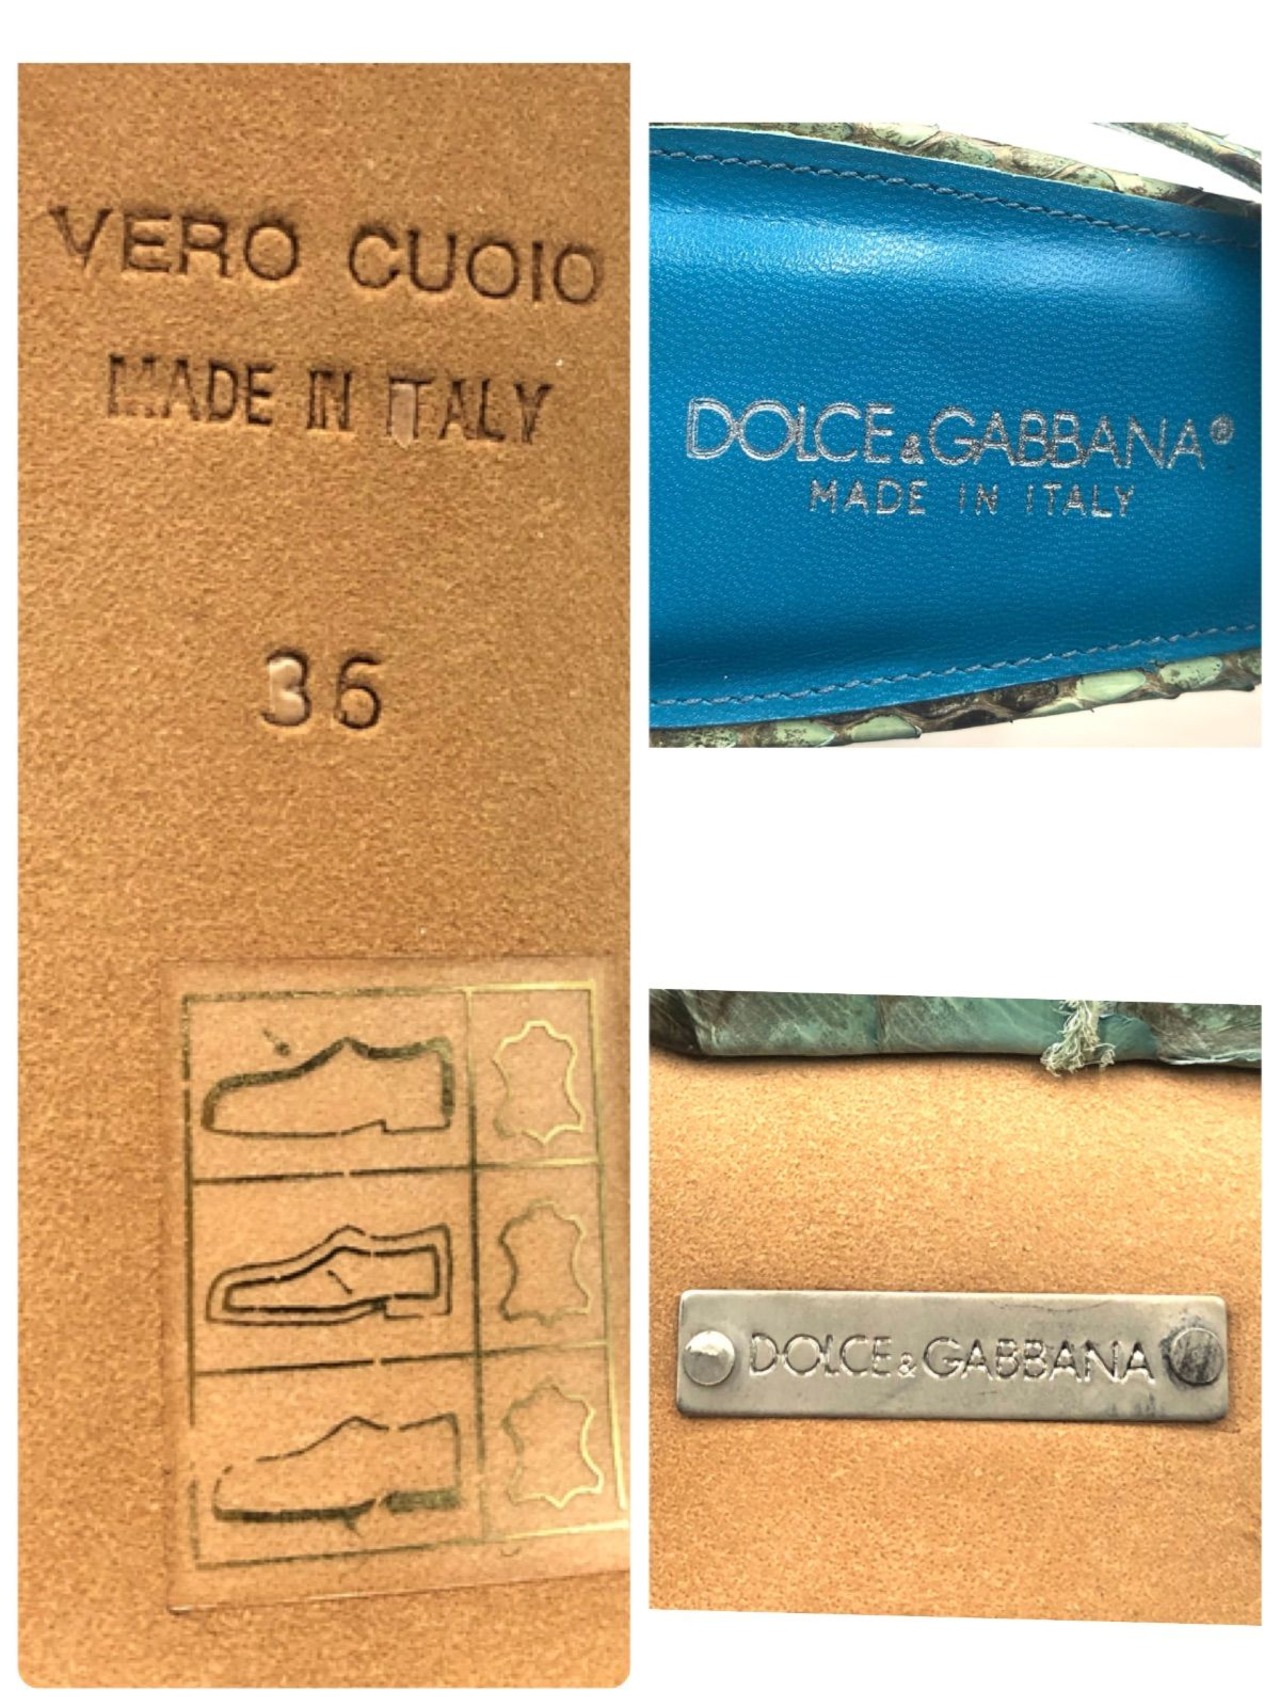 VERO CUOIO
MADE IN ITALY
36
DOLCE&GABBANA®
MADE IN ITALY
DOLCE&GABBANA